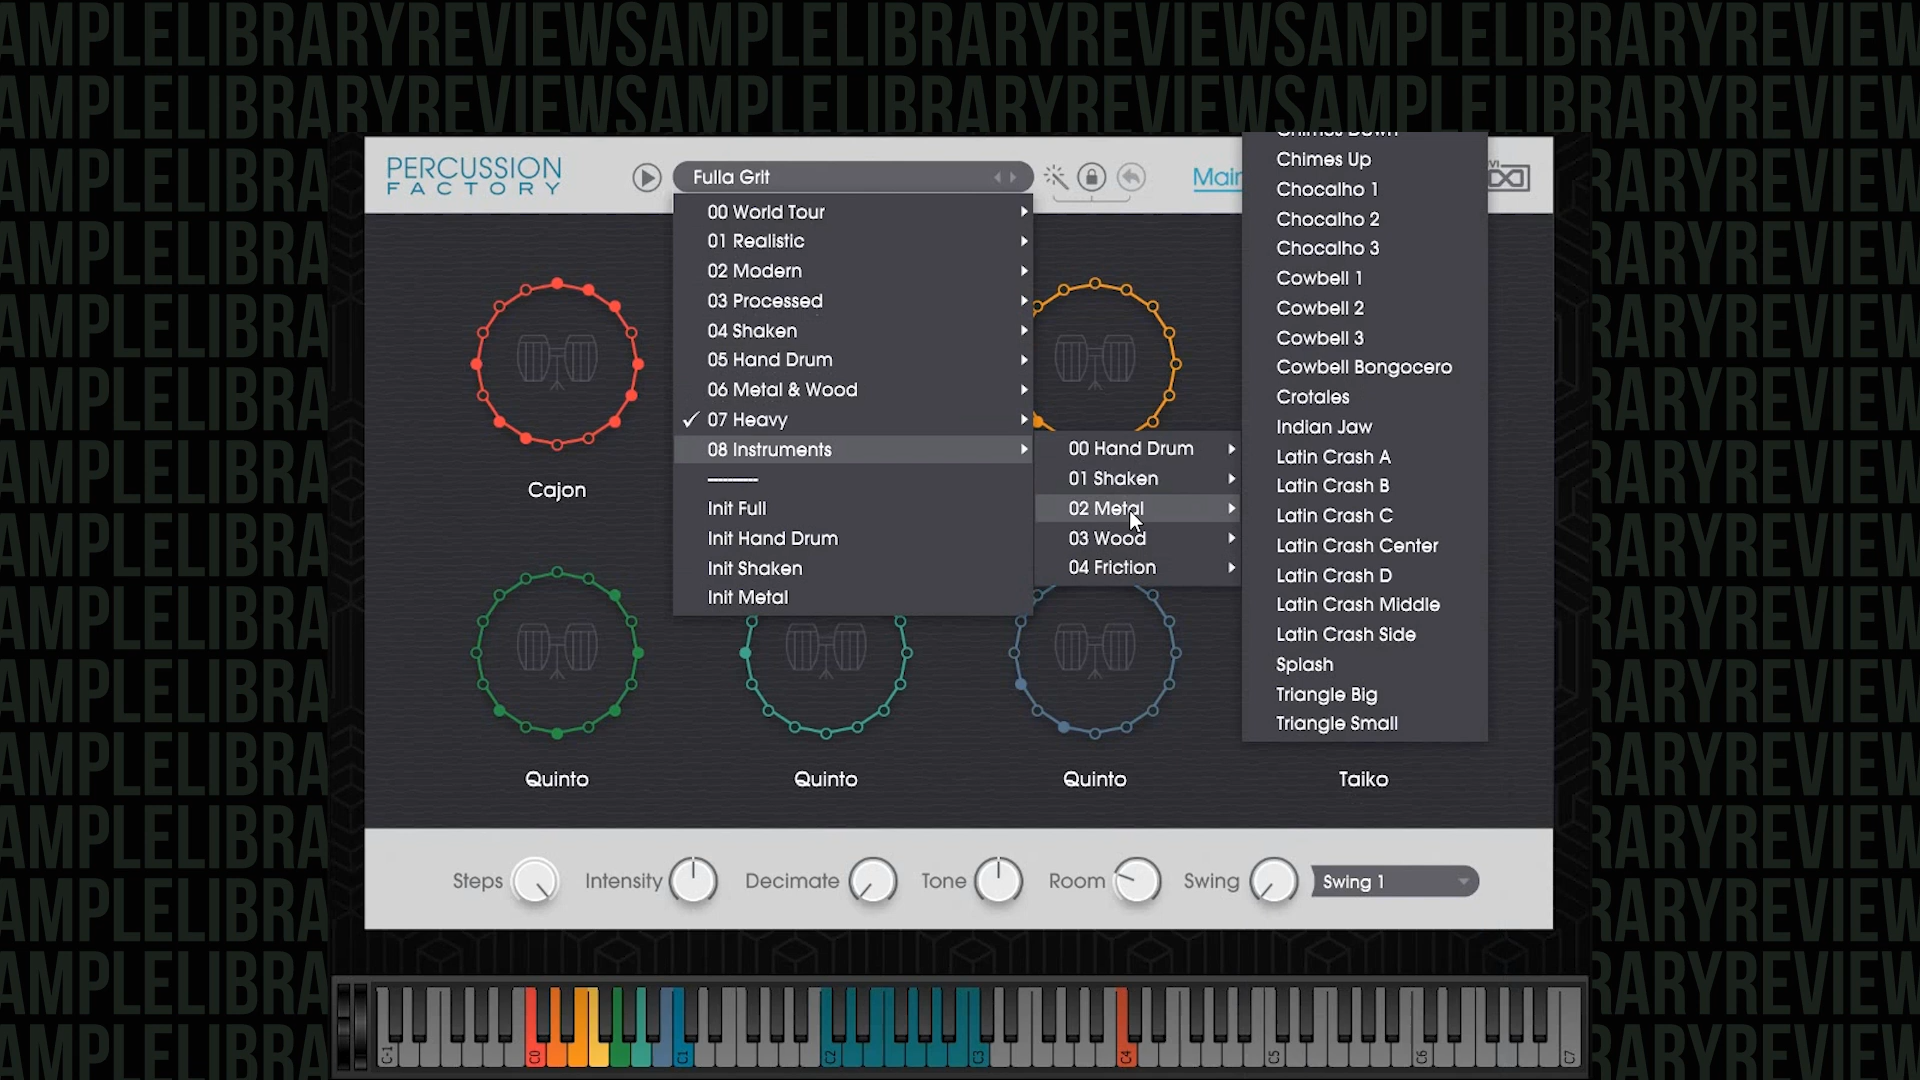 AMPLELIBRARYREVIEWSAMPLELIBRARYREVIEWSAMPLELIBRARYREVIEW
PERCUSSION
FACTORY
Fulla Grit
Main
00 World Tour
01 Realistic
02 Modern
03 Processed
04 Shaken
05 Hand Drum
06 Metal & Wood
07 Heavy
08 Instruments
Init Full
Init Hand Drum
Init Shaken
Init Metal
00 Hand Drum
01 Shaken
02 Metal
03 Wood
04 Friction
Chimes Down
Chimes Up
Chocalho 1
Chocalho 2
Chocalho 3
Cowbell 1
Cowbell 2
Cowbell 3
Cowbell Bongocero
Crotales
Indian Jaw
Latin Crash A
Latin Crash B
Latin Crash C
Latin Crash Center
Latin Crash D
Latin Crash Middle
Latin Crash Side
Splash
Triangle Big
Triangle Small
Cajon
Quinto
Quinto
Quinto
Taiko
Steps
Intensity
Decimate
Tone
Room
Swing
Swing 1
C-1
C0
C1
C2
C3
C4
C5
C6
C7